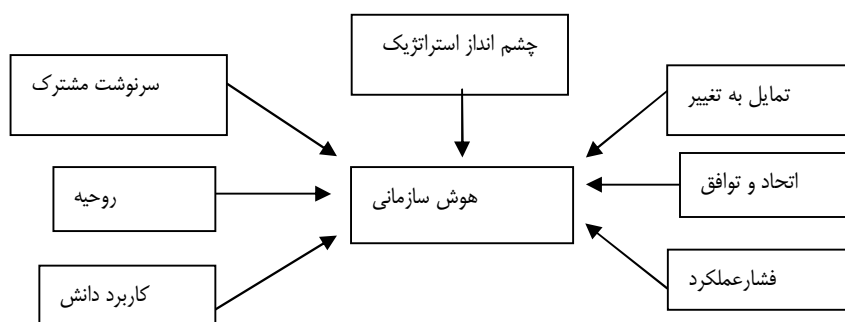 چشم انداز استراتژیک
تمایل به تغییر
سرنوشت مشترک
اتحاد و توافق
هوش سازمانی
روحیه
فشارعملکرد
کاربرد دانش